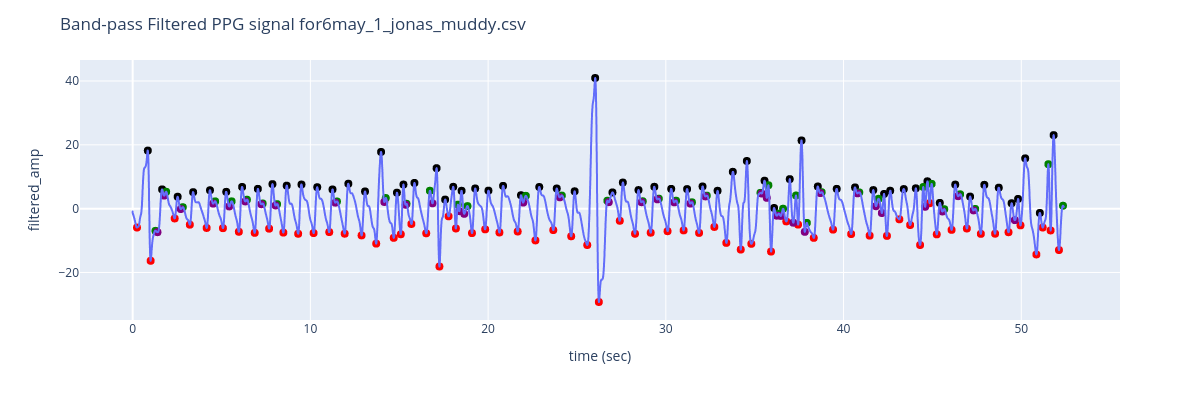 Band-pass Filtered PPG signal for6may_1_jonas_muddy.csv
filtered_amp
40
20
0
−20
0 10 20 30 40 50
time (sec)